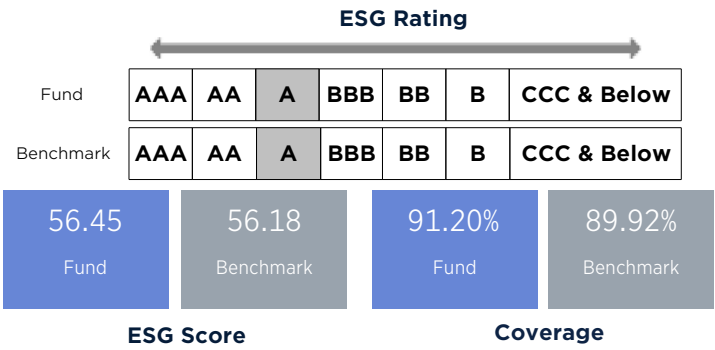 ESG Rating
Fund AAA AA A BBB BB B CCC & Below
Benchmark AAA AA A BBB BB B CCC & Below
56.45 56.18 91.20% 89.92%
Fund Benchmark Fund Benchmark
ESG Score Coverage